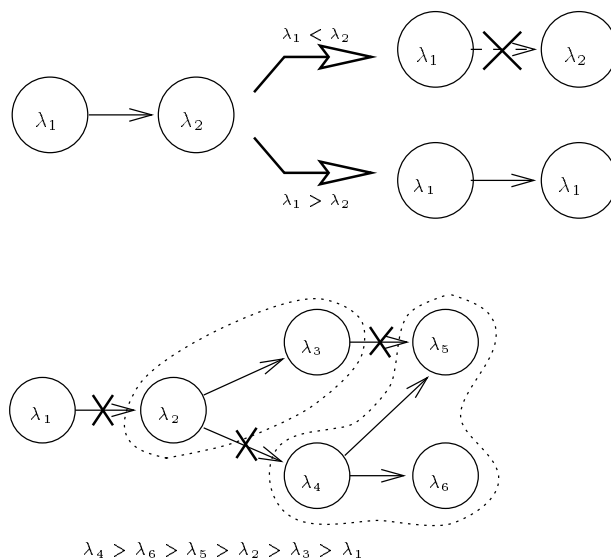 λ₁ < λ₂
λ₁ λ₂
λ₁ λ₂
λ₁ λ₁
λ₁ > λ₂
λ₃ λ₅
λ₁ λ₂
λ₄ λ₆
λ₄ > λ₆ > λ₅ > λ₂ > λ₃ > λ₁